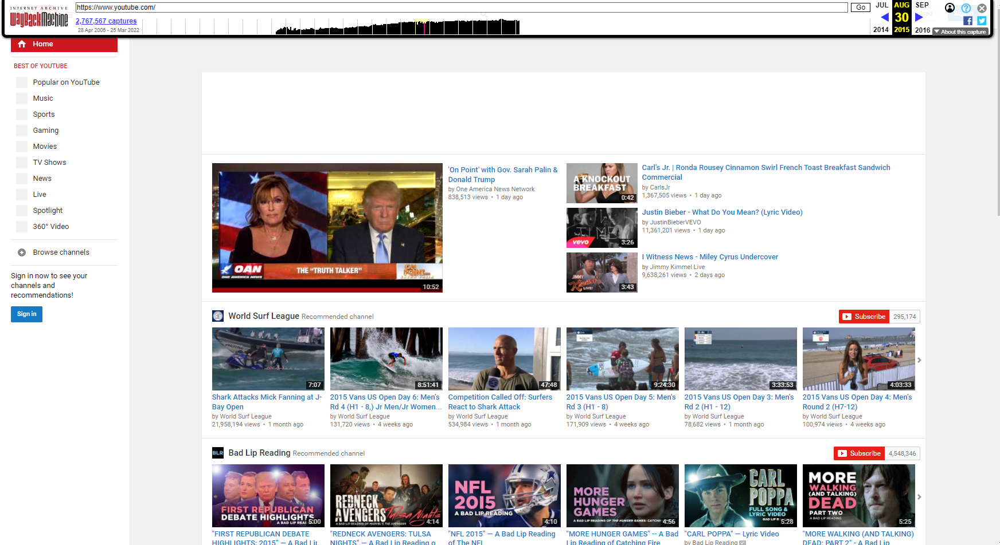 INTERNET ARCHIVE
WayBackMachine
https://www.youtube.com/
Go
2,767,567 captures
28 Apr 2005 - 25 Mar 2022
JUL
AUG
SEP
30
2014
2015
2016
About this capture
Home
BEST OF YOUTUBE
Popular on YouTube
Music
Sports
Gaming
Movies
TV Shows
News
Live
Spotlight
360° Video
Browse channels
Sign in now to see your
channels and
recommendations!
Sign in
OAN
ONE AMERICA NEWS
THE "TRUTH TALKER"
ON
POINT
10:52
'On Point' with Gov. Sarah Palin &
Donald Trump
by One America News Network
838,513 views • 1 day ago
A KNOCKOUT
BREAKFAST
0:42
Carl's Jr. | Ronda Rousey Cinnamon Swirl French Toast Breakfast Sandwich
Commercial
by CarlsJr
1,367,505 views • 1 day ago
TIME
vevo
3:26
Justin Bieber - What Do You Mean? (Lyric Video)
by JustinBieberVEVO
11,361,201 views • 1 day ago
JIMMY
Kimmel
LIVE!
3:43
I Witness News - Miley Cyrus Undercover
by Jimmy Kimmel Live
9,638,261 views • 2 days ago
World Surf League Recommended channel
Subscribe 295,174
7:07
8:51:41
47:48
9:24:30
3:33:53
4:03:33
Shark Attacks Mick Fanning at J-
Bay Open
by World Surf League
21,958,194 views • 1 month ago
2015 Vans US Open Day 6: Men's
Rd 4 (H1 - 8,) Jr Men/Jr Women...
by World Surf League
131,720 views • 4 weeks ago
Competition Called Off: Surfers
React to Shark Attack
by World Surf League
534,984 views • 1 month ago
2015 Vans US Open Day 5: Men's
Rd 3 (H1 - 8)
by World Surf League
171,909 views • 4 weeks ago
2015 Vans US Open Day 3: Men's
Rd 2 (H1 - 12)
by World Surf League
78,682 views • 1 month ago
2015 Vans US Open Day 4: Men's
Round 2 (H7-12)
by World Surf League
100,974 views • 4 weeks ago
BLR
Bad Lip Reading Recommended channel
Subscribe 4,548,346
FIRST REPUBLICAN
DEBATE HIGHLIGHTS
A BAD LIP REA
5:00
REDNECK
AVENGERS
Tulsa Nights
A BAD LIP READING OF MARVEL'S THE AVENGERS
4:14
NFL
2015
A BAD LIP READING
4:10
MORE
HUNGER
GAMES
A BAD LIP READING OF THE HUNGER GAMES: CATCHI
4:56
CARL
POPPA
FULL SONG &
LYRIC VIDEO
BAD LIP R
5:28
MORE
WALKING
(AND TALKING)
DEAD
PART TWO
A BAD LIP READING
5:25
"FIRST REPUBLICAN DEBATE
HIGHLIGHTS: 2015" — A Bad Lip
"REDNECK AVENGERS: TULSA
NIGHTS" — A Bad Lip Reading o
"NFL 2015" — A Bad Lip Reading
of The NFL
"MORE HUNGER GAMES" -- A Bad
Lip Reading of Catching Fire
"CARL POPPA" — Lyric Video
by Bad Lip Reading
"MORE WALKING (AND TALKING)
DEAD: PART 2" - A Bad Lip